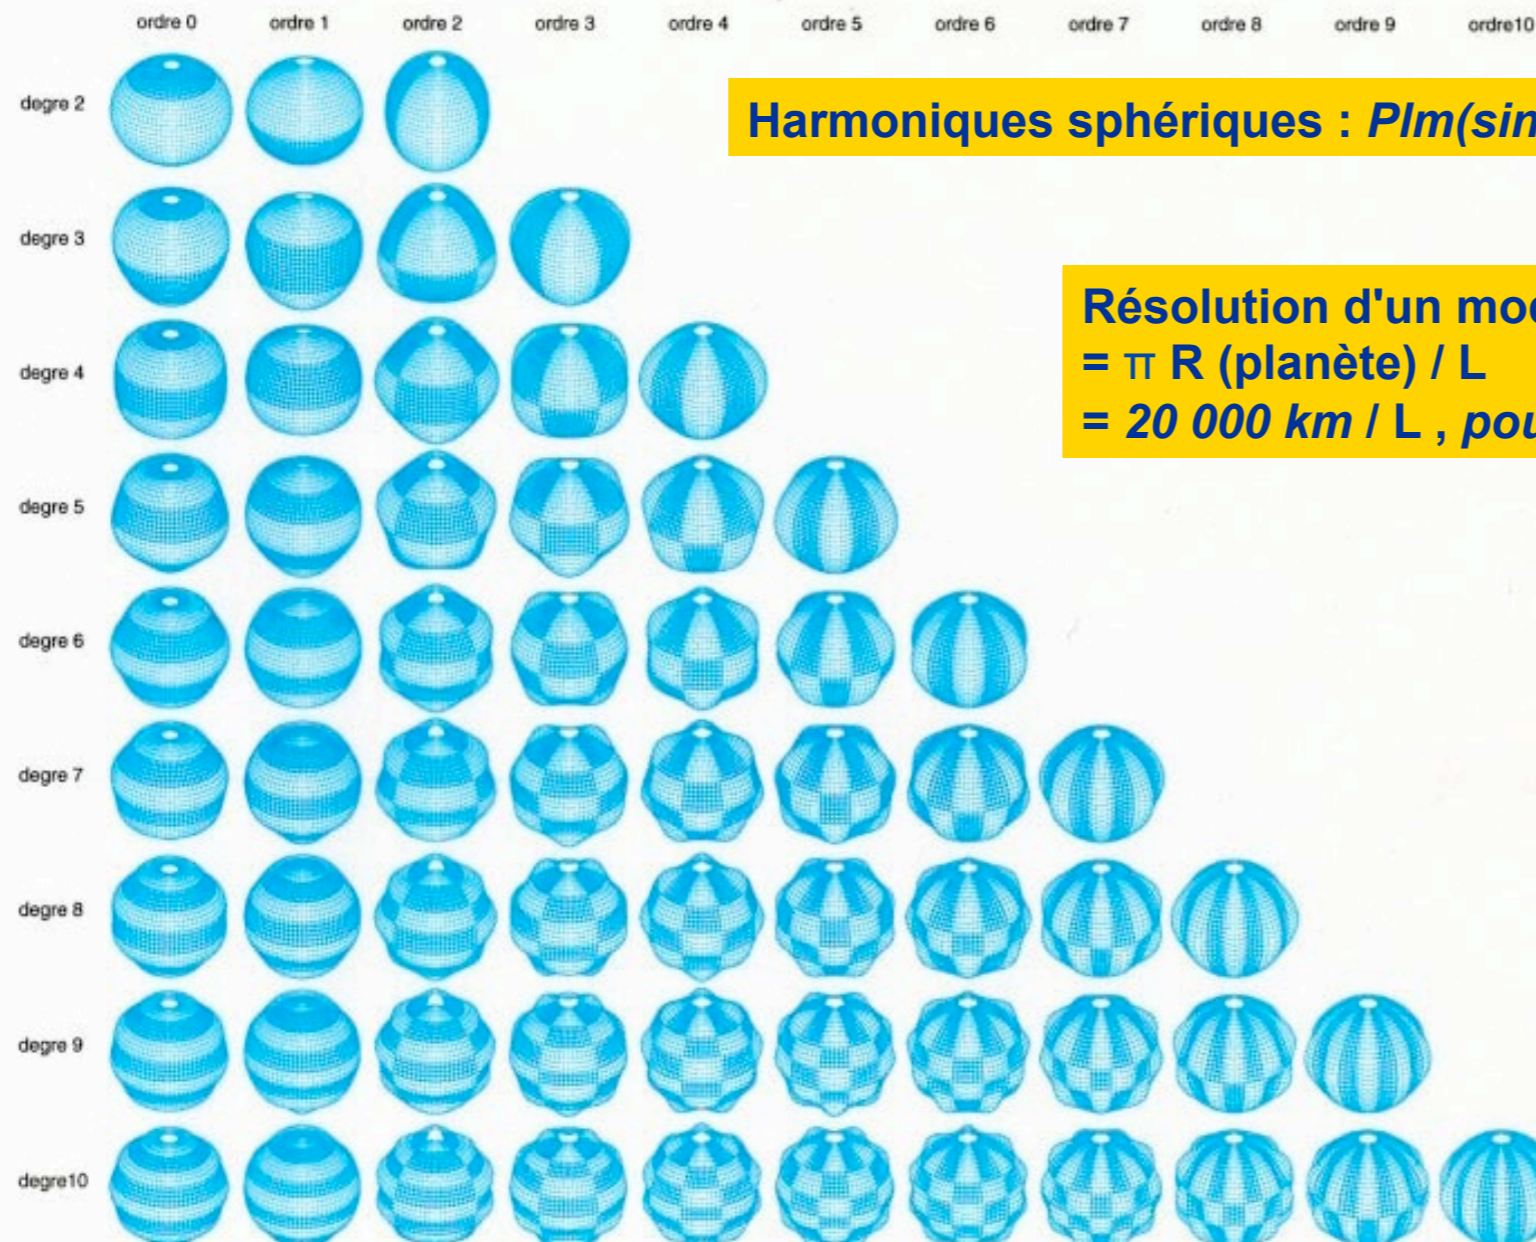 ordre 0 ordre 1 ordre 2 ordre 3 ordre 4 ordre 5 ordre 6 ordre 7 ordre 8 ordre 9 ordre10
degre 2
Harmoniques sphériques : Plm(sin
degre 3
Résolution d'un mod
= π R (planète) / L
= 20 000 km / L , pou
degre 4
degre 5
degre 6
degre 7
degre 8
degre 9
degre10